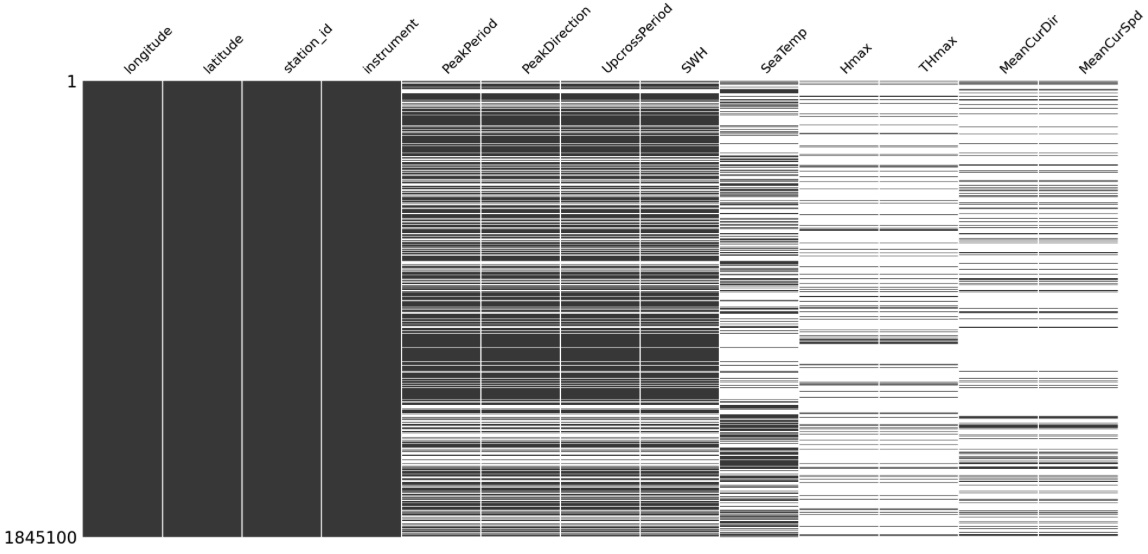 longitude
latitude
station_id
instrument
PeakPeriod
PeakDirection
UpcrossPeriod
SWH
SeaTemp
Hmax
THmax
MeanCurDir
MeanCurSpd
1
1845100